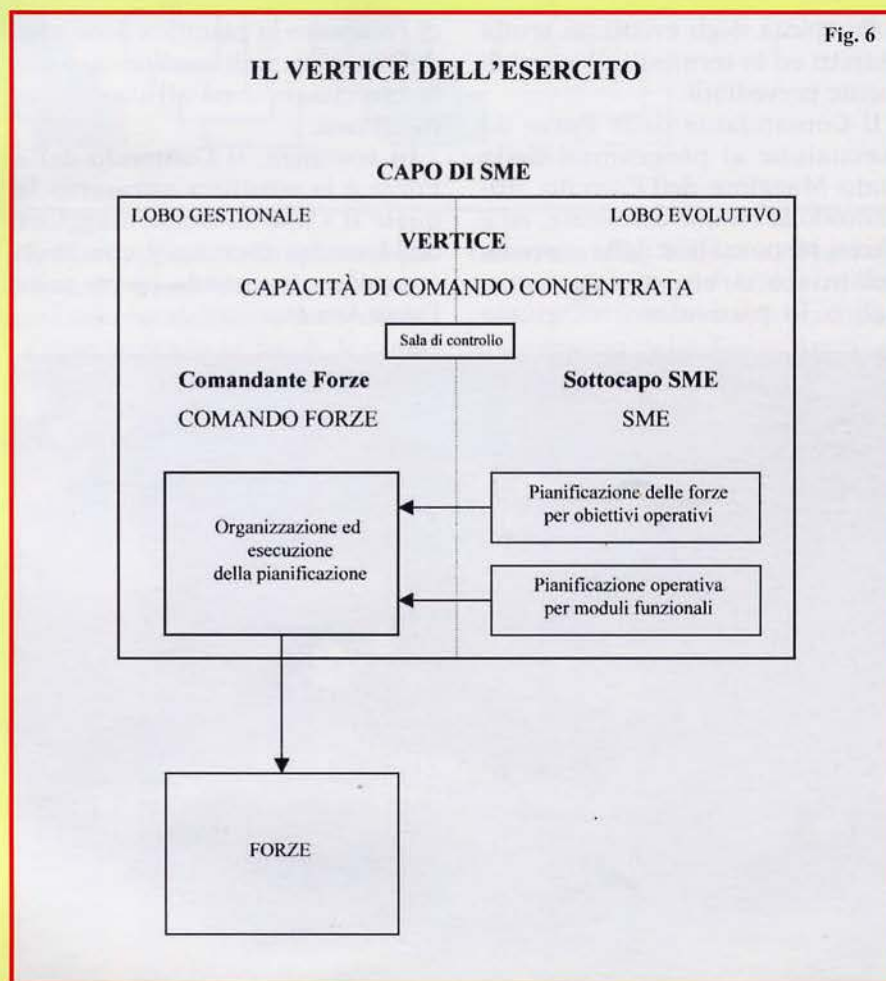 Fig. 6
IL VERTICE DELL'ESERCITO
CAPO DI SME
LOBO GESTIONALE
LOBO EVOLUTIVO
VERTICE
CAPACITÀ DI COMANDO CONCENTRATA
Sala di controllo
Comandante Forze
Sottocapo SME
COMANDO FORZE
SME
Organizzazione ed
esecuzione
della pianificazione
Pianificazione delle forze
per obiettivi operativi
Pianificazione operativa
per moduli funzionali
FORZE